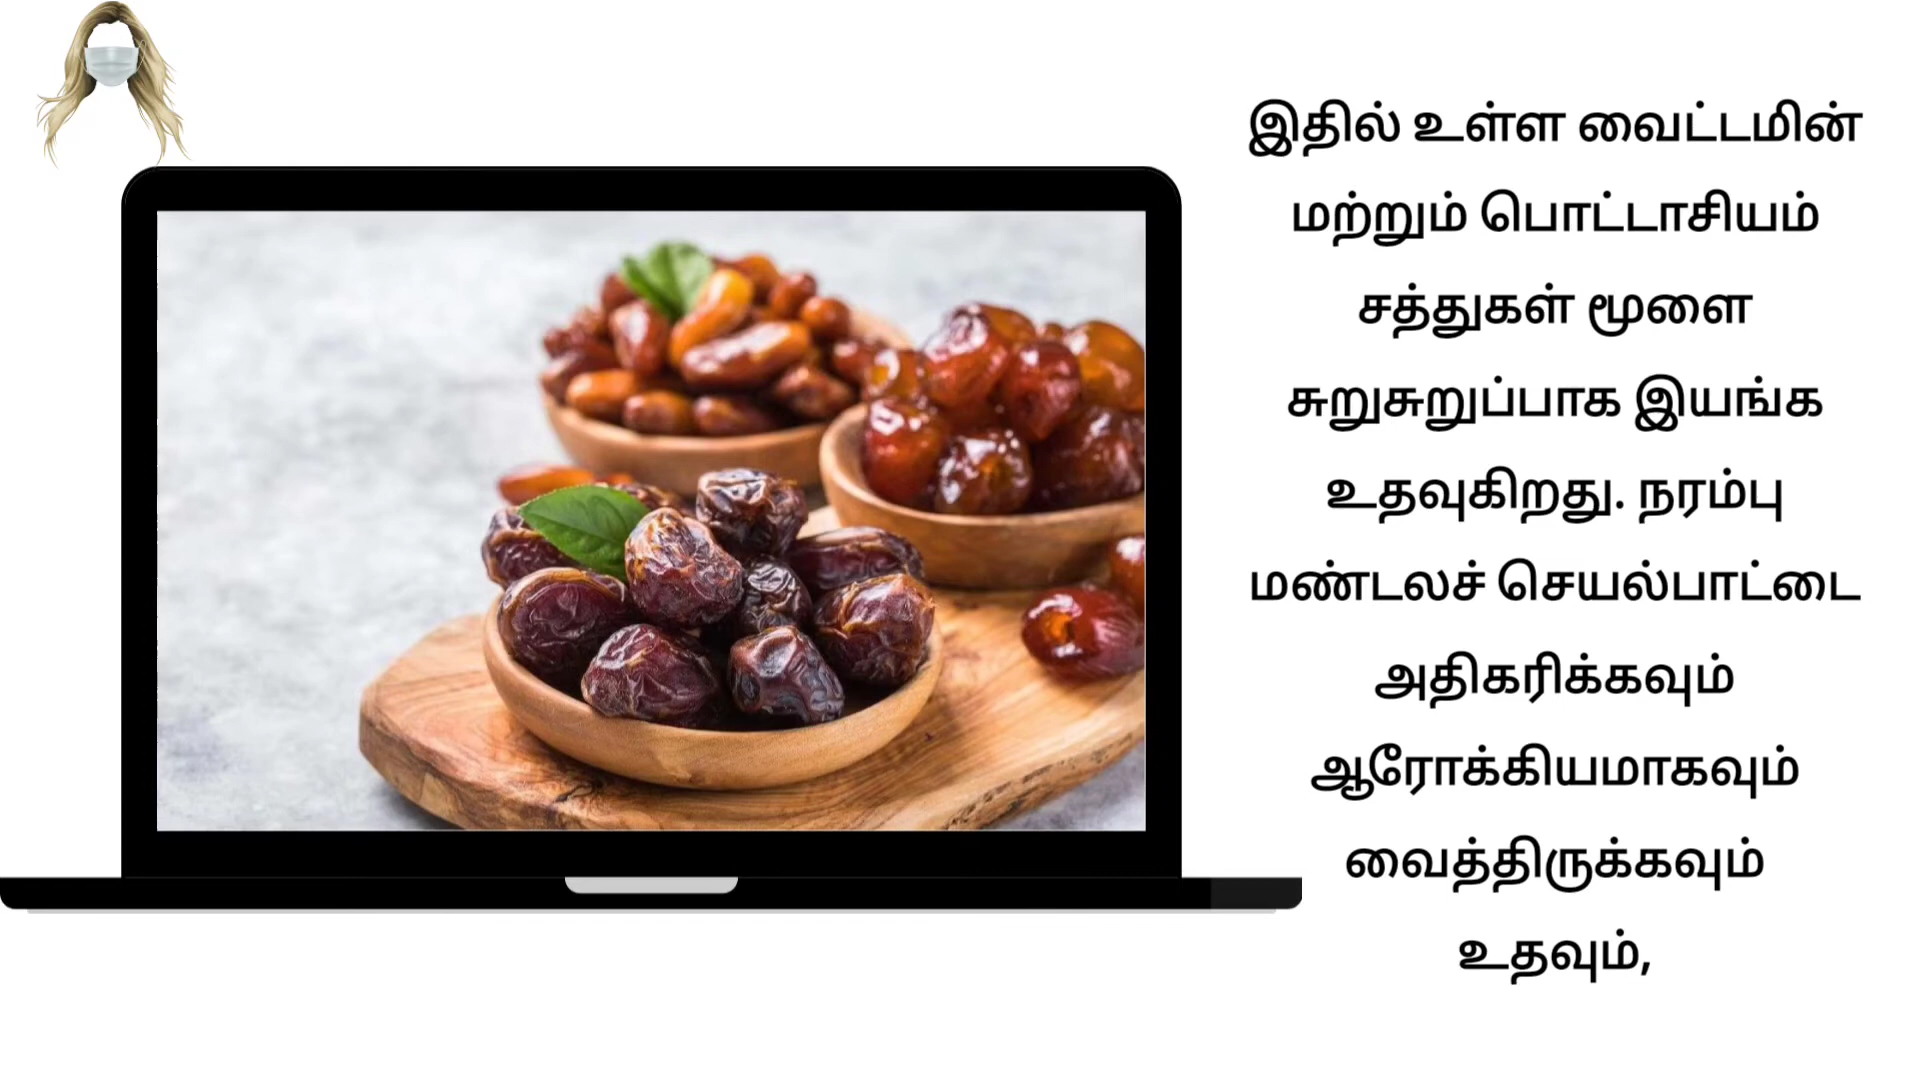 இதில் உள்ள வைட்டமின்
மற்றும் பொட்டாசியம்
சத்துகள் மூளை
சுறுசுறுப்பாக இயங்க
உதவுகிறது. நரம்பு
மண்டலச் செயல்பாட்டை
அதிகரிக்கவும்
ஆரோக்கியமாகவும்
வைத்திருக்கவும்
உதவும்,